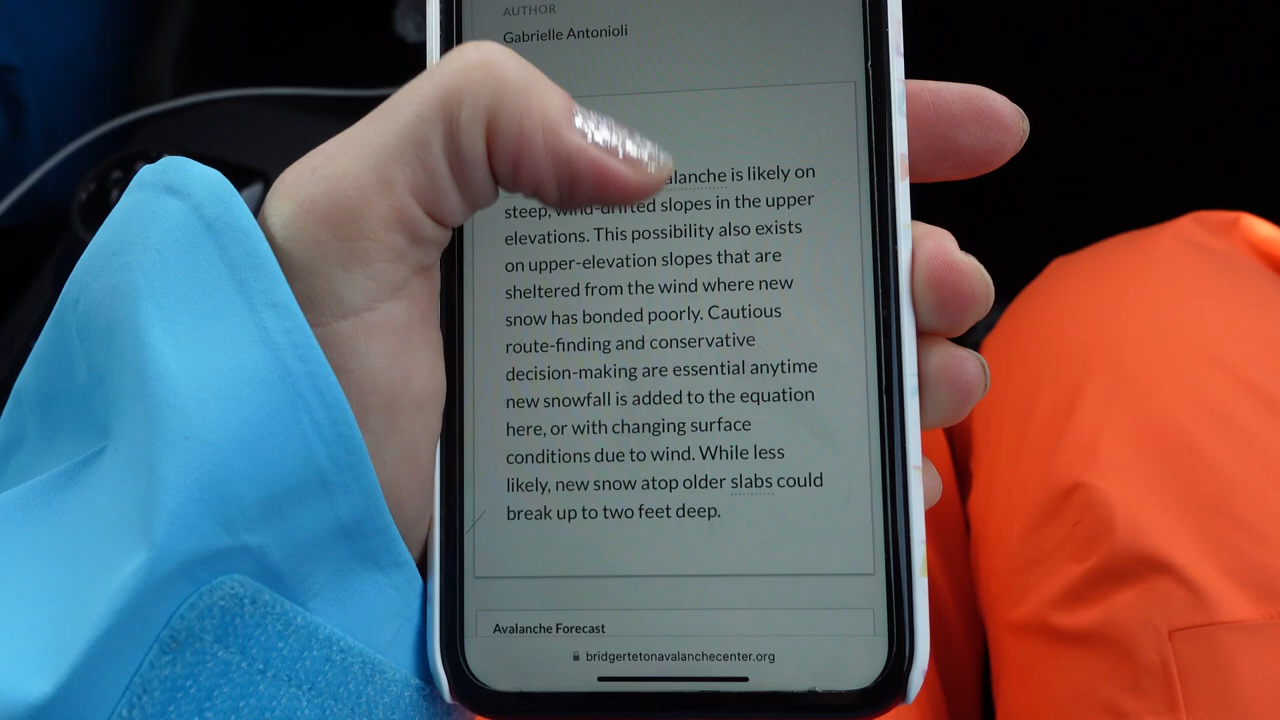 AUTHOR
Gabrielle Antonioli
alanche is likely on
steep, wind-drifted slopes in the upper
elevations. This possibility also exists
on upper-elevation slopes that are
sheltered from the wind where new
snow has bonded poorly. Cautious
route-finding and conservative
decision-making are essential anytime
new snowfall is added to the equation
here, or with changing surface
conditions due to wind. While less
likely, new snow atop older slabs could
break up to two feet deep.
Avalanche Forecast
bridgertetonavalanchecenter.org